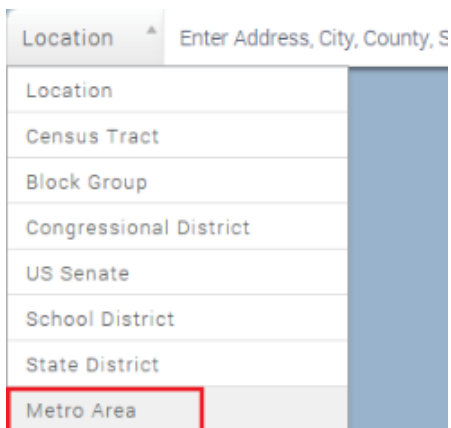 Location Enter Address, City, County, S
Location
Census Tract
Block Group
Congressional District
US Senate
School District
State District
Metro Area